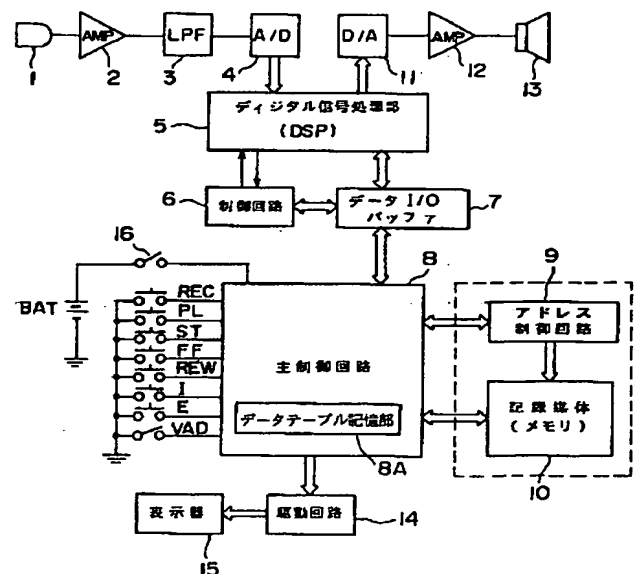 AMP
LPF
A/D
D/A
AMP
1
2
3
4
11
12
13
ディジタル信号処理部
(DSP)
5
6
制御回路
データ I/O
バッファ
7
16
8
9
BAT
REC
PL
ST
FF
REW
I
E
VAD
主制御回路
データテーブル記憶部
8A
アドレス
制御回路
記録媒体
(メモリ)
10
表示器
駆動回路
14
15